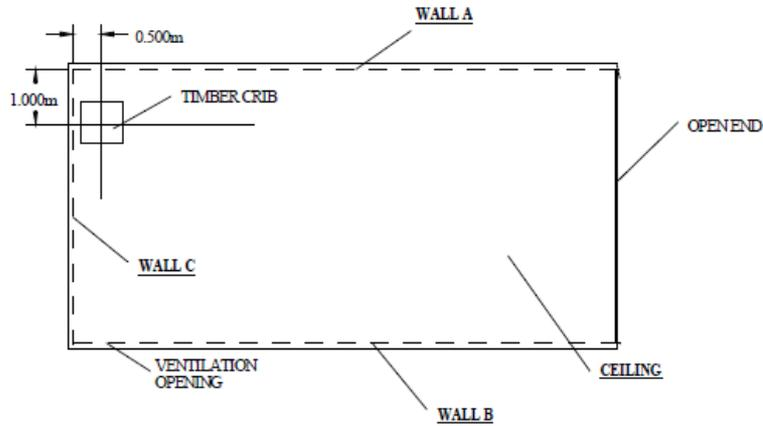 WALL A
0.500m
1.000m
TIMBER CRIB
OPEN END
WALL C
VENTILATION
OPENING
CEILING
WALL B